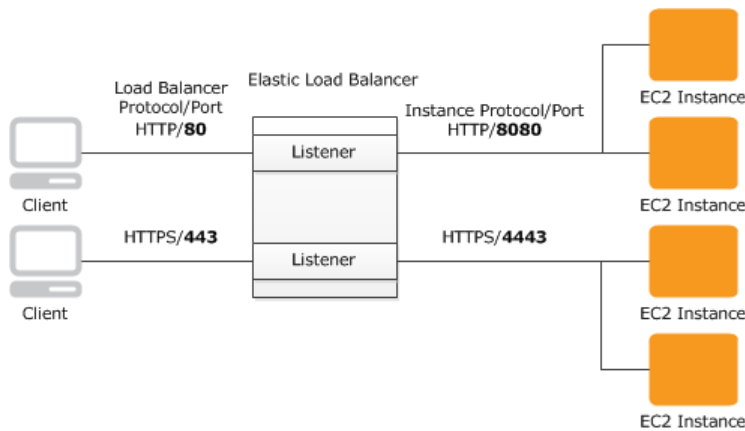 Load Balancer
Protocol/Port
HTTP/80
Elastic Load Balancer
Instance Protocol/Port
HTTP/8080
EC2 Instance
Listener
Client
EC2 Instance
HTTPS/443
HTTPS/4443
Listener
Client
EC2 Instance
EC2 Instance